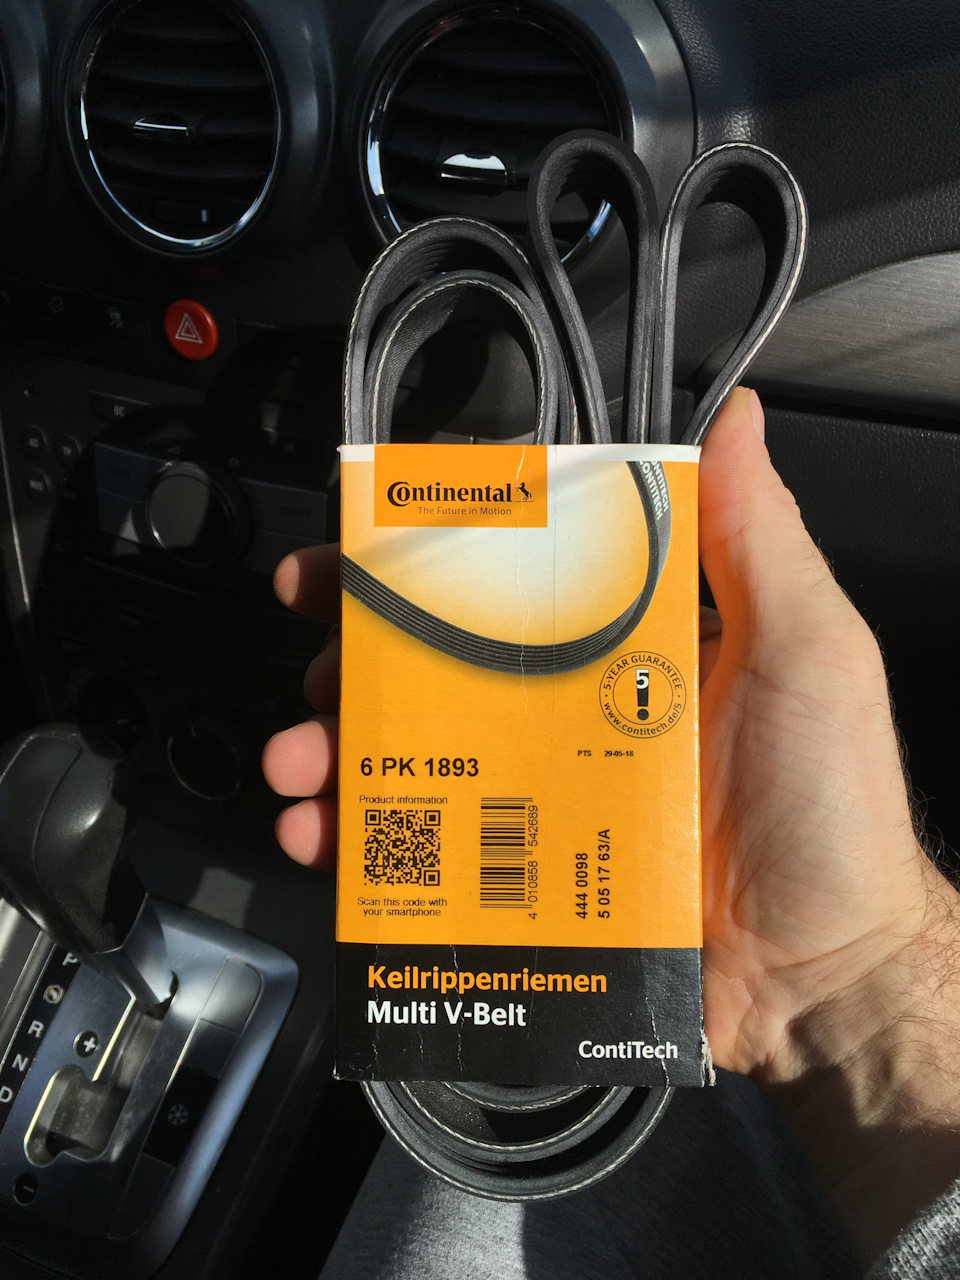 Continental
The Future in Motion
CONTITECH
CONTITECH
5-YEAR GUARANTEE
5
www.contitech.de/5
PTS 29-05-18
6 PK 1893
Product information
Scan this code with
your smartphone
4 010858 542689
444 0098
5 05 17 63/A
Keilrippenriemen
Multi V-Belt
ContiTech
P
R
N
D
+
−